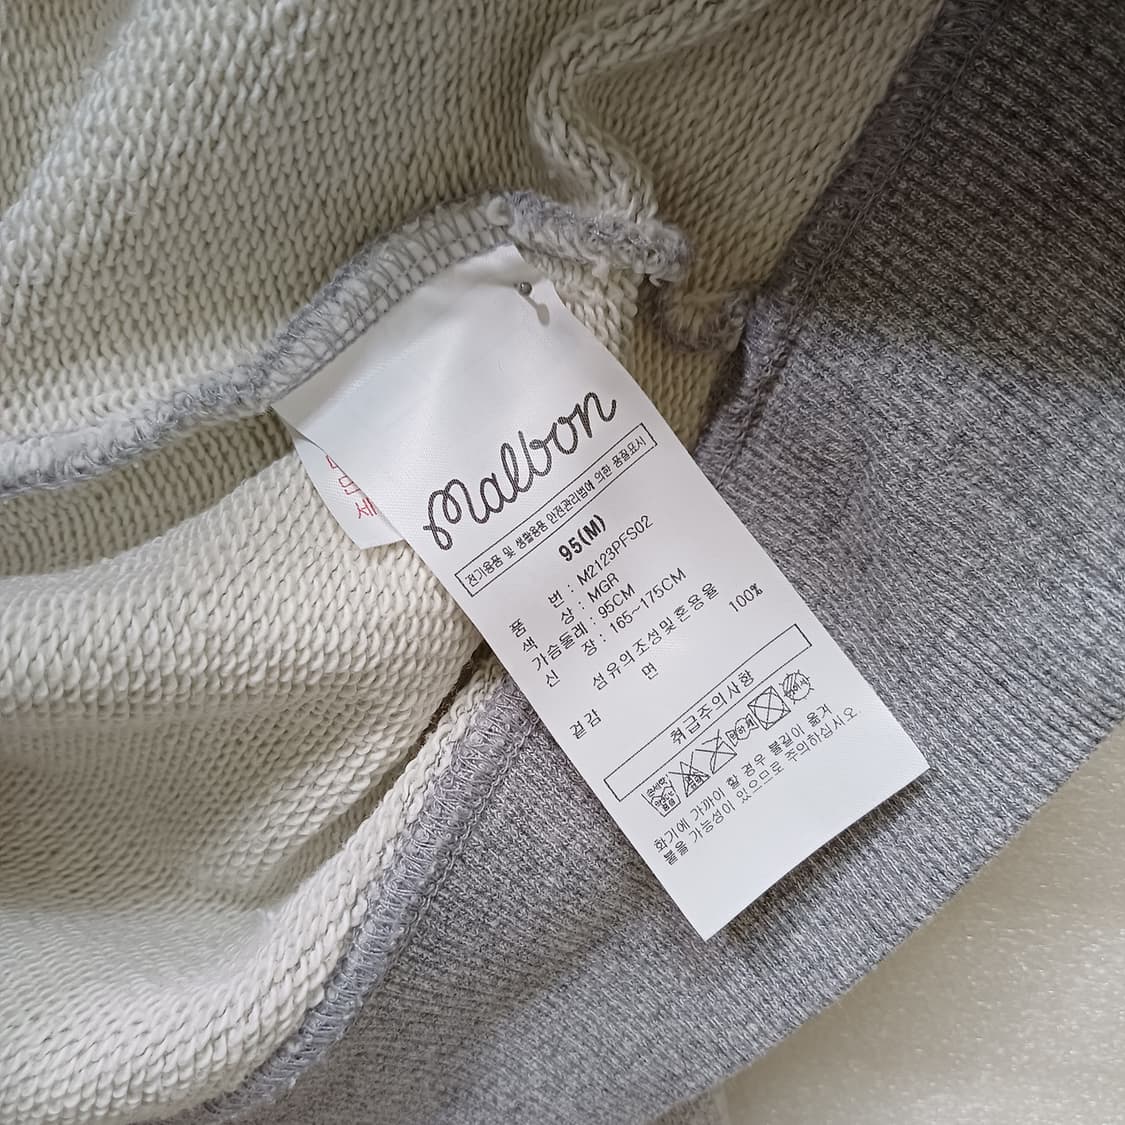 malbon
전기용품 및 생활용품 안전관리법에 의한 품질표시
95(M)
품 번 : M2123PFS02
색 상 : MGR
가슴둘레 : 95CM
신 장 : 165~175CM
섬유의 조성 및 혼용율
겉감 면 100%
취급주의사항
화기에 가까이 할 경우 불길이 옮겨
붙을 가능성이 있으므로 주의하십시오.
세